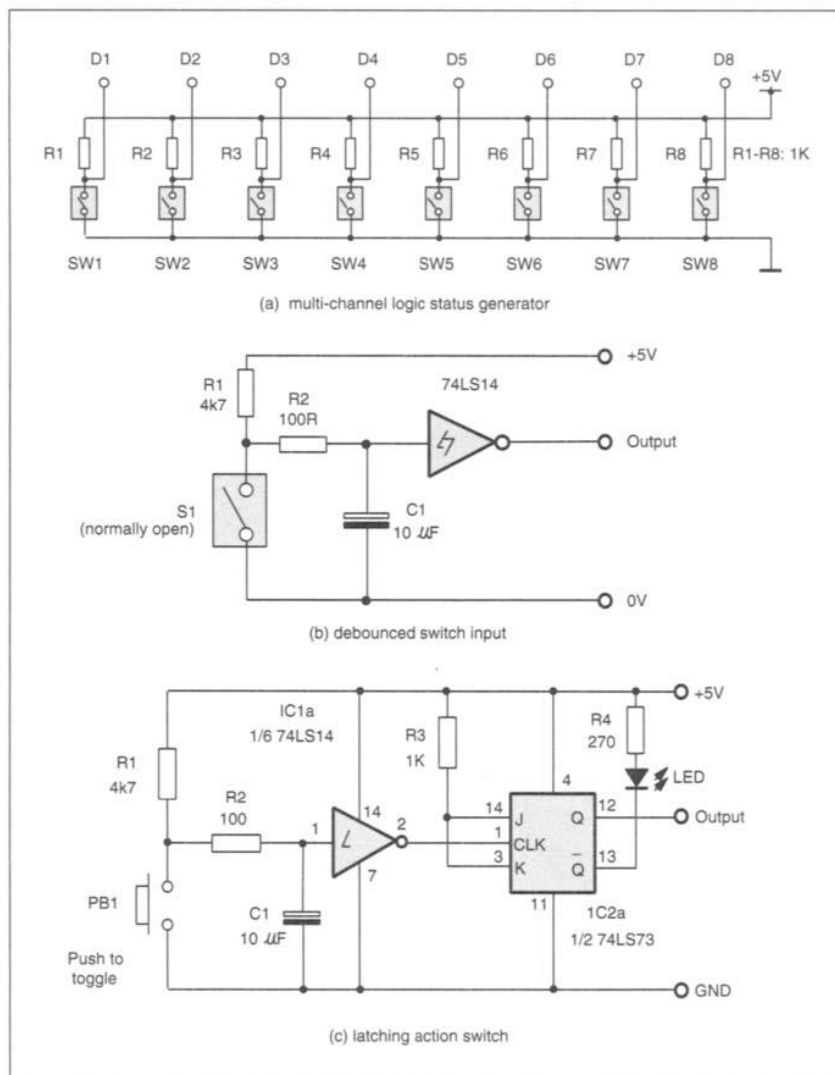 D1 D2 D3 D4 D5 D6 D7 D8
+5V
R1 R2 R3 R4 R5 R6 R7 R8 R1-R8: 1K
SW1 SW2 SW3 SW4 SW5 SW6 SW7 SW8
(a) multi-channel logic status generator
+5V
R1
4k7
R2
100R
74LS14
Output
S1
(normally open)
C1
10 µF
0V
(b) debounced switch input
+5V
IC1a
1/6 74LS14
R3
1K
R4
270
LED
R1
4k7
R2
100
1
14
2
7
4
14 J Q 12 Output
1 CLK
3 K Q 13
11
PB1
Push to
toggle
C1
10 µF
1C2a
1/2 74LS73
GND
(c) latching action switch